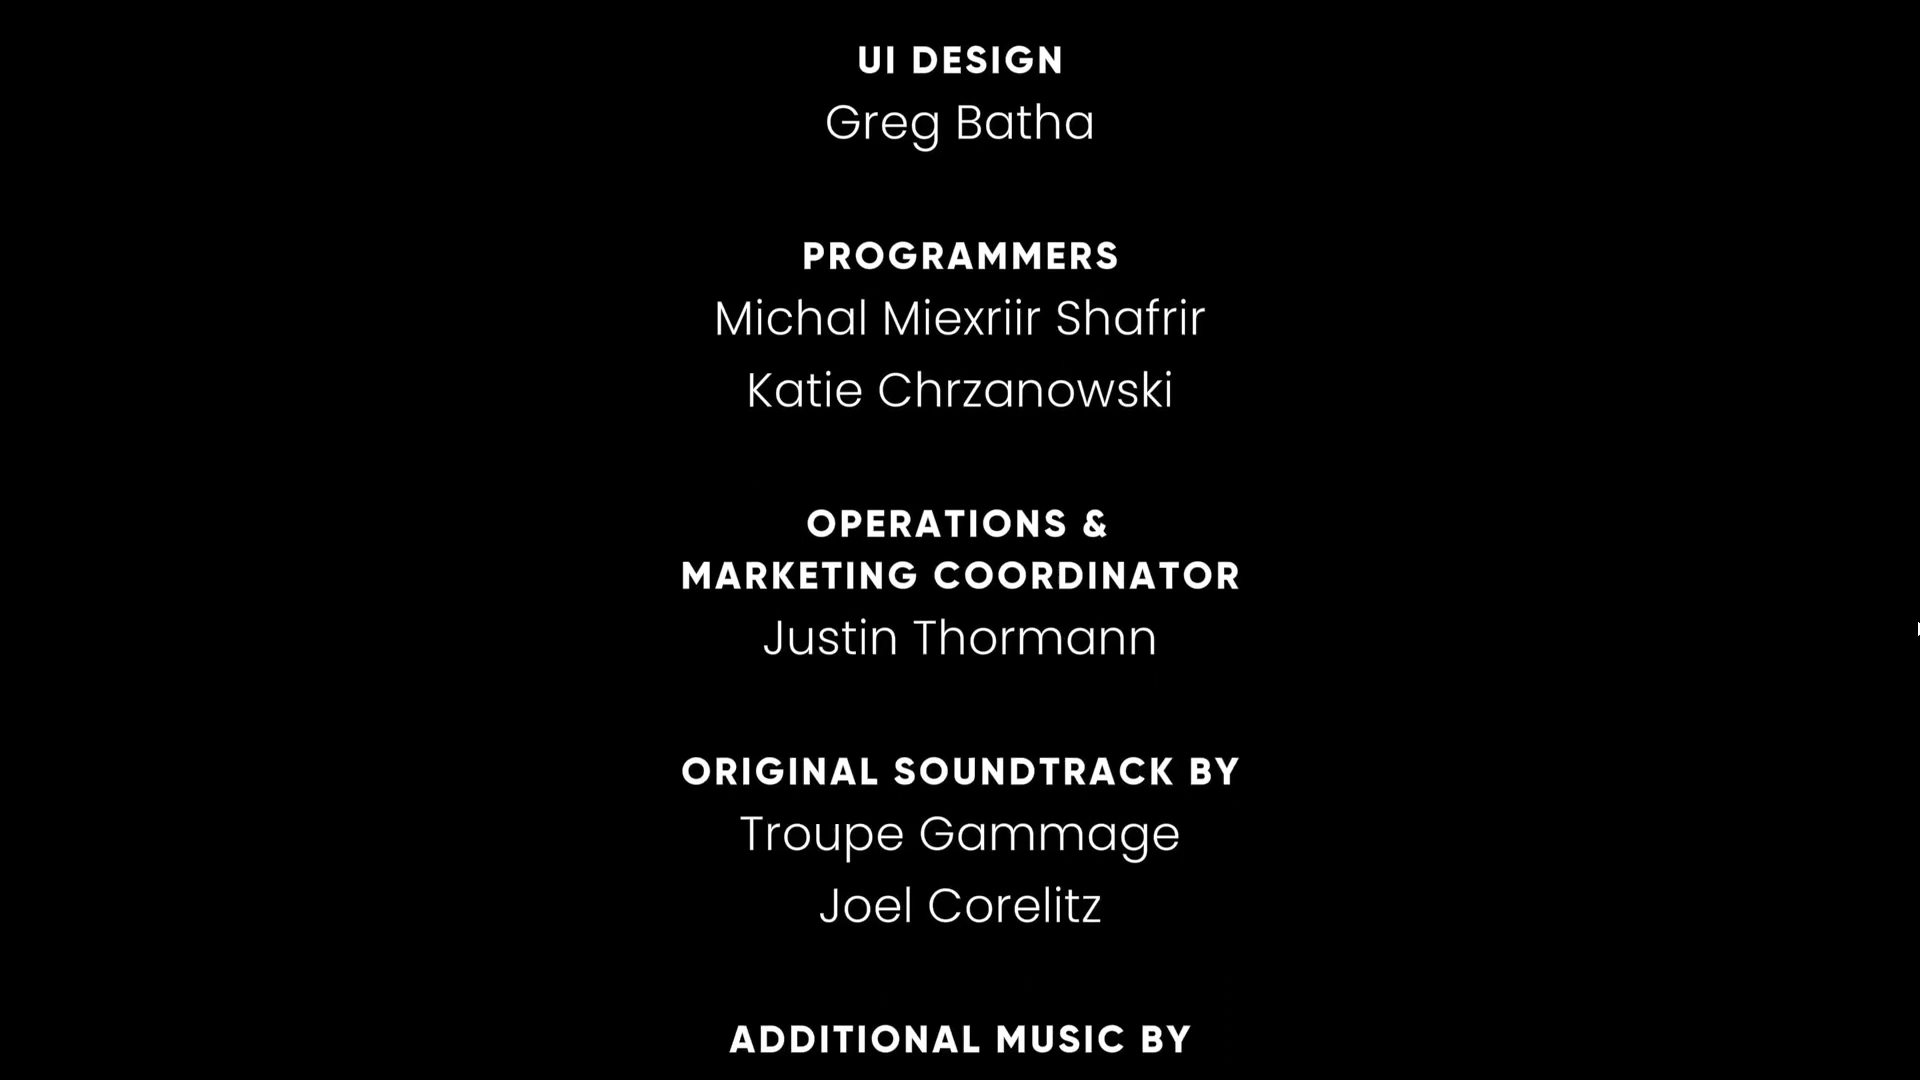 UI DESIGN
Greg Batha
PROGRAMMERS
Michal Miexriir Shafrir
Katie Chrzanowski
OPERATIONS &
MARKETING COORDINATOR
Justin Thormann
ORIGINAL SOUNDTRACK BY
Troupe Gammage
Joel Corelitz
ADDITIONAL MUSIC BY